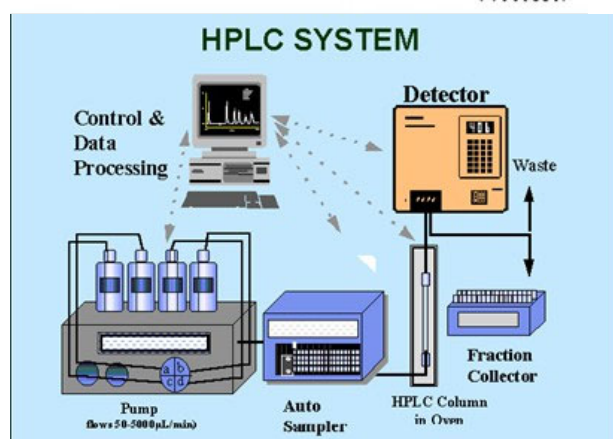 HPLC SYSTEM
Control &
Data
Processing
Detector
Waste
a b
c d
Pump
flows 50-5000µL/min)
Auto
Sampler
HPLC Column
in Oven
Fraction
Collector